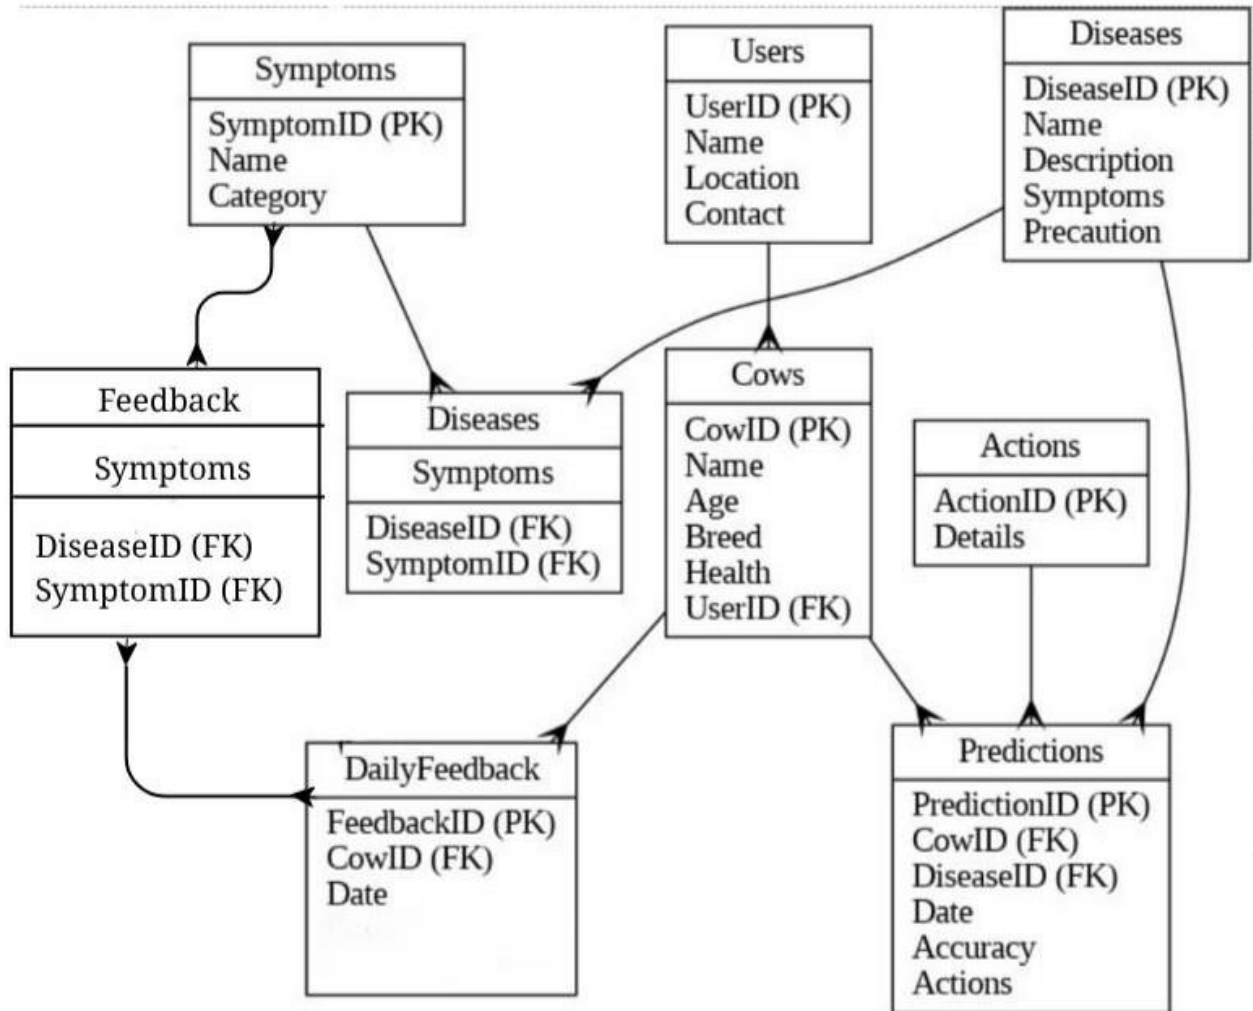 Symptoms
SymptomID (PK)
Name
Category
Users
UserID (PK)
Name
Location
Contact
Diseases
DiseaseID (PK)
Name
Description
Symptoms
Precaution
Feedback
Symptoms
DiseaseID (FK)
SymptomID (FK)
Diseases
Symptoms
DiseaseID (FK)
SymptomID (FK)
Cows
CowID (PK)
Name
Age
Breed
Health
UserID (FK)
Actions
ActionID (PK)
Details
DailyFeedback
FeedbackID (PK)
CowID (FK)
Date
Predictions
PredictionID (PK)
CowID (FK)
DiseaseID (FK)
Date
Accuracy
Actions